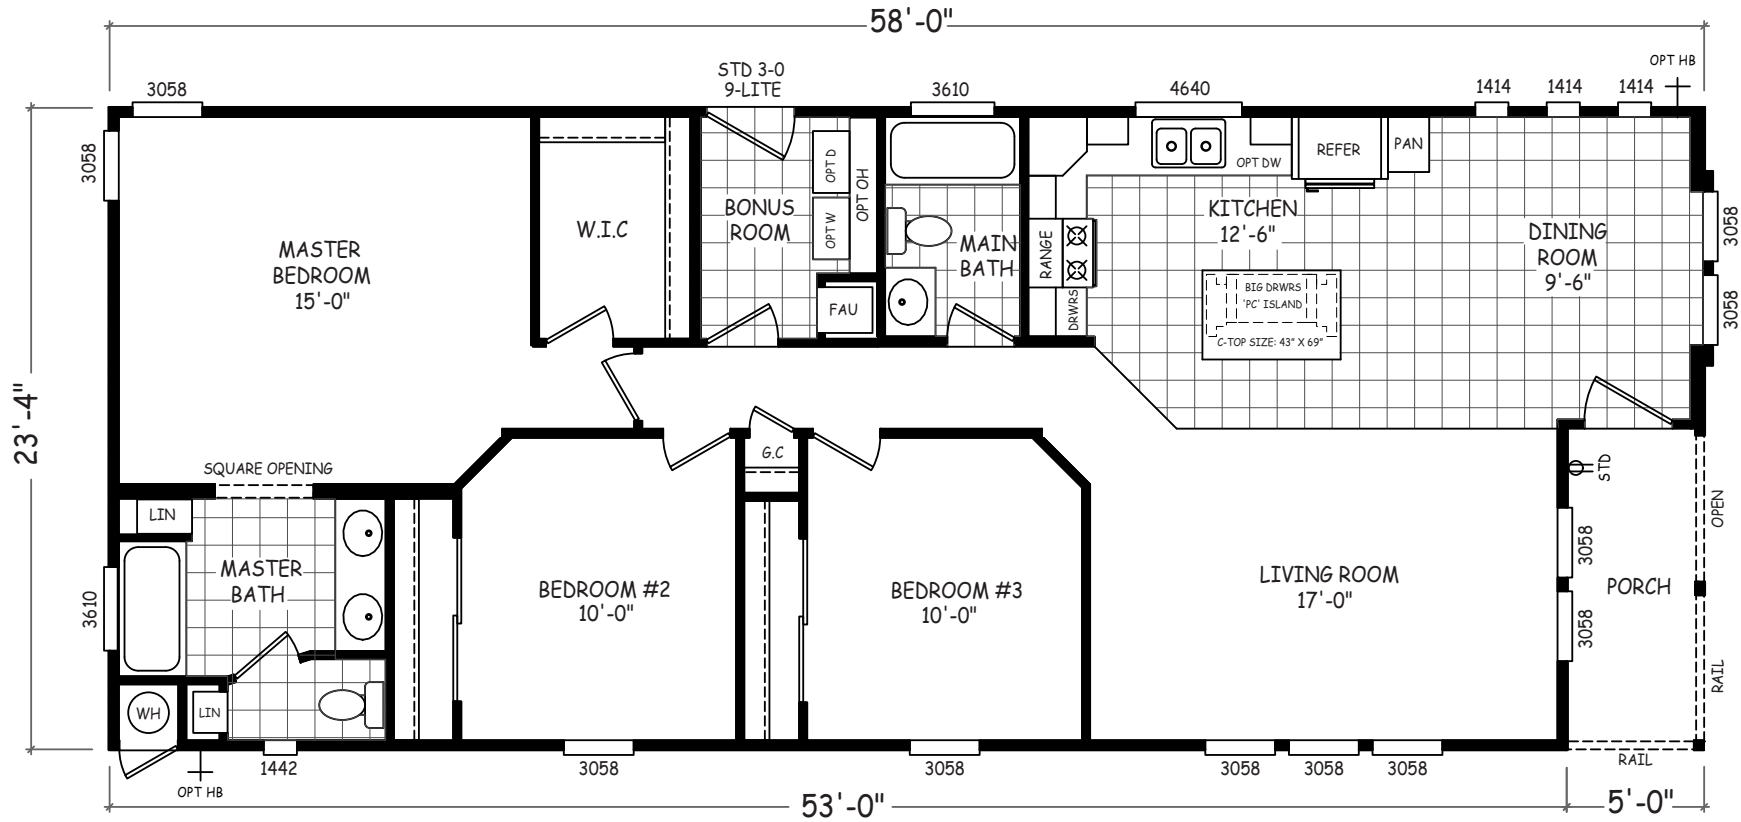 58'-0"
3058
STD 3-0
9-LITE
3610
4640
1414
1414
1414
OPT HB
3058
23'-4"
MASTER
BEDROOM
15'-0"
W.I.C
BONUS
ROOM
OPT D
OPT W
OPT OH
FAU
MAIN
BATH
RANGE
DRWRS
OPT DW
REFER
PAN
KITCHEN
12'-6"
BIG DRWRS
'PC' ISLAND
C-TOP SIZE: 43" X 69"
DINING
ROOM
9'-6"
3058
3058
SQUARE OPENING
LIN
MASTER
BATH
3610
WH
LIN
G.C
BEDROOM #2
10'-0"
BEDROOM #3
10'-0"
LIVING ROOM
17'-0"
STD
3058
3058
PORCH
OPEN
RAIL
RAIL
1442
OPT HB
3058
3058
3058
3058
3058
53'-0"
5'-0"